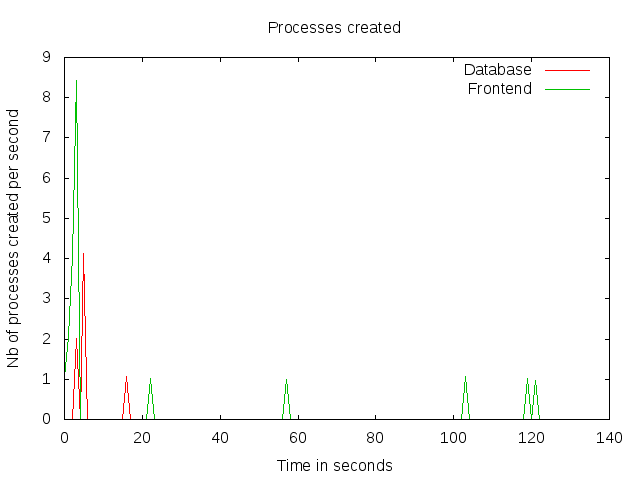 Processes created
Nb of processes created per second
9
8
7
6
5
4
3
2
1
0
Database
Frontend
0 20 40 60 80 100 120 140
Time in seconds